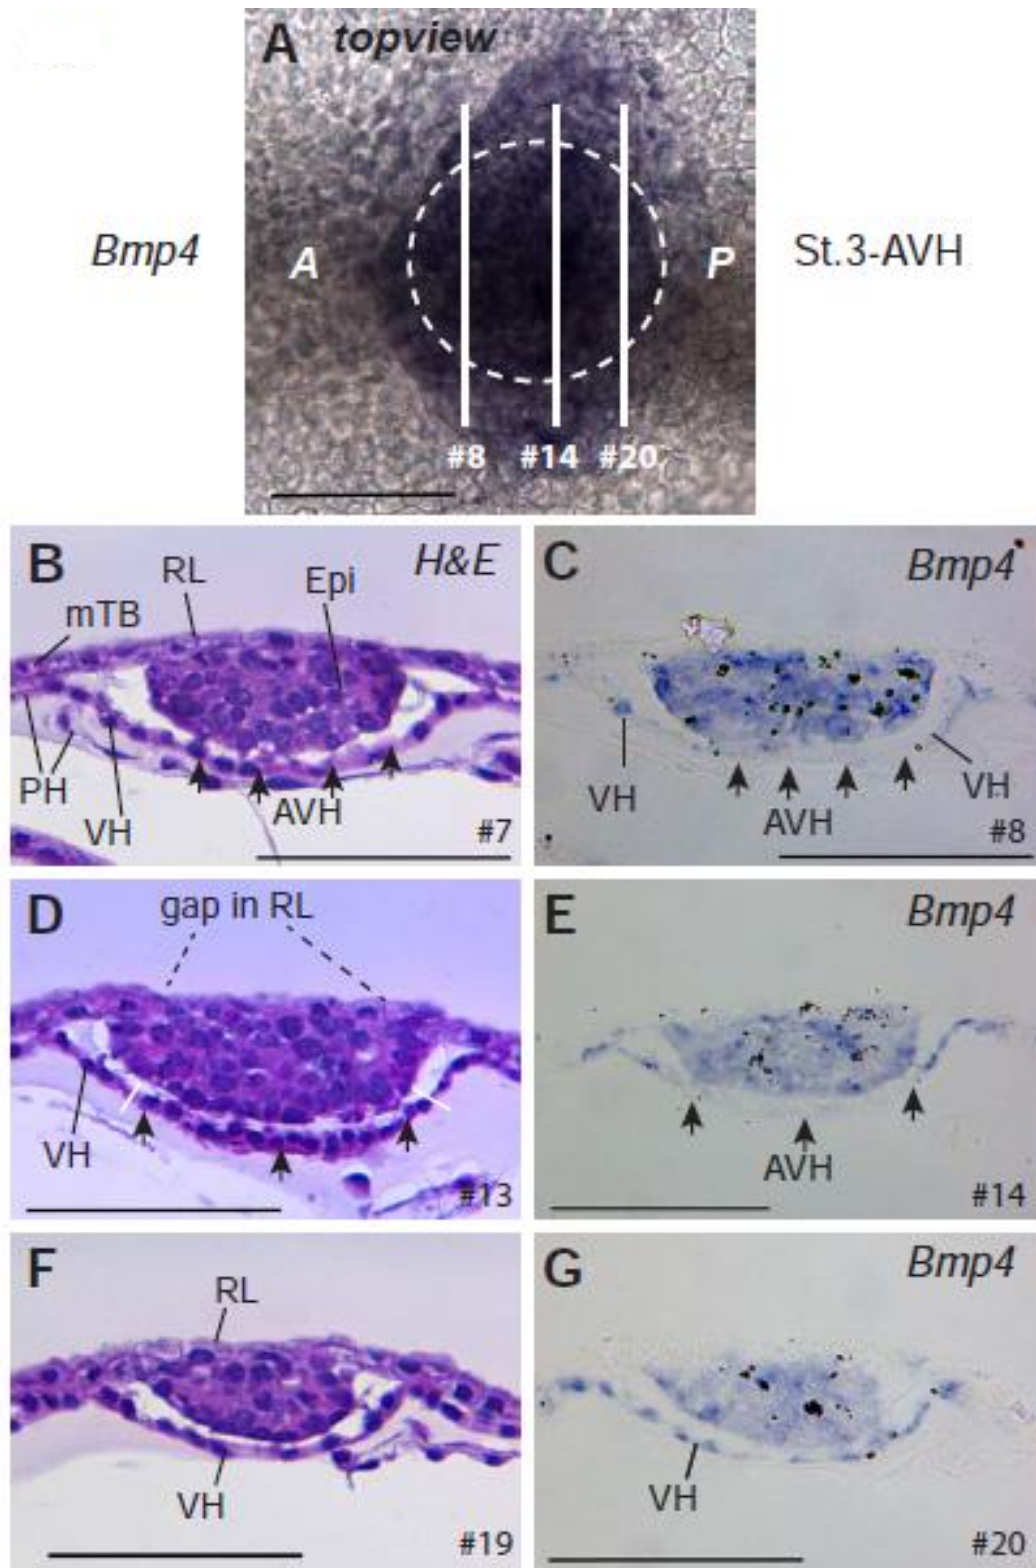 A topview
Bmp4 A P St.3-AVH
#8 #14 #20
B RL Epi H&E
mTB
PH VH AVH #7
C Bmp4
VH AVH VH #8
D gap in RL
VH #13
E Bmp4
AVH #14
F RL
VH #19
G Bmp4
VH #20